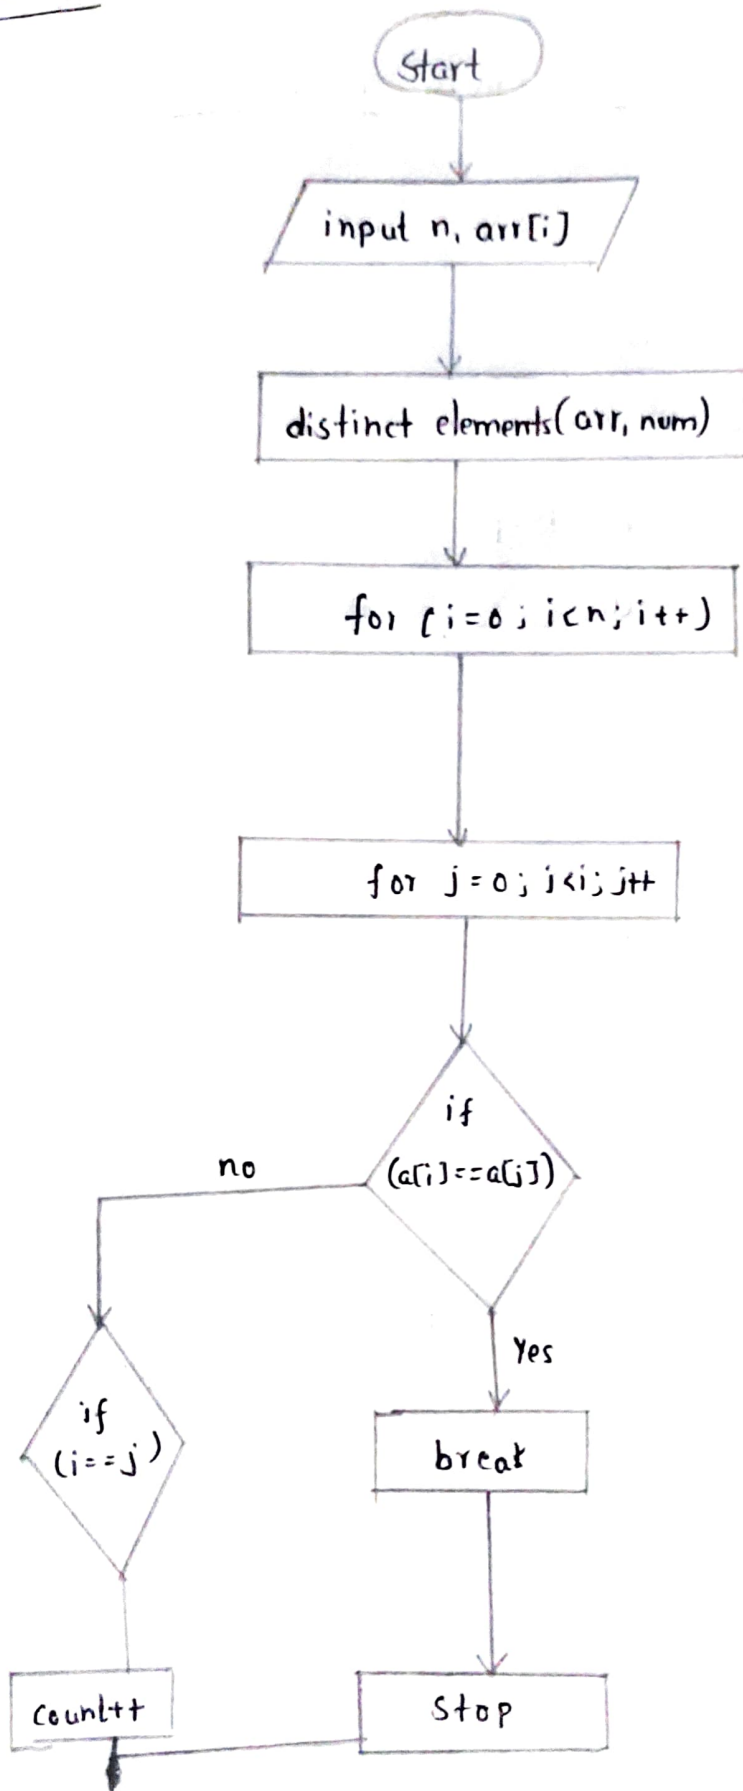 Start
input n, arr[i]
distinct elements(arr, num)
for (i=0; i<n; i++)
for j=0; j<i; j++
if
(a[i]==a[j])
no
Yes
if
(i==j)
break
count++
Stop